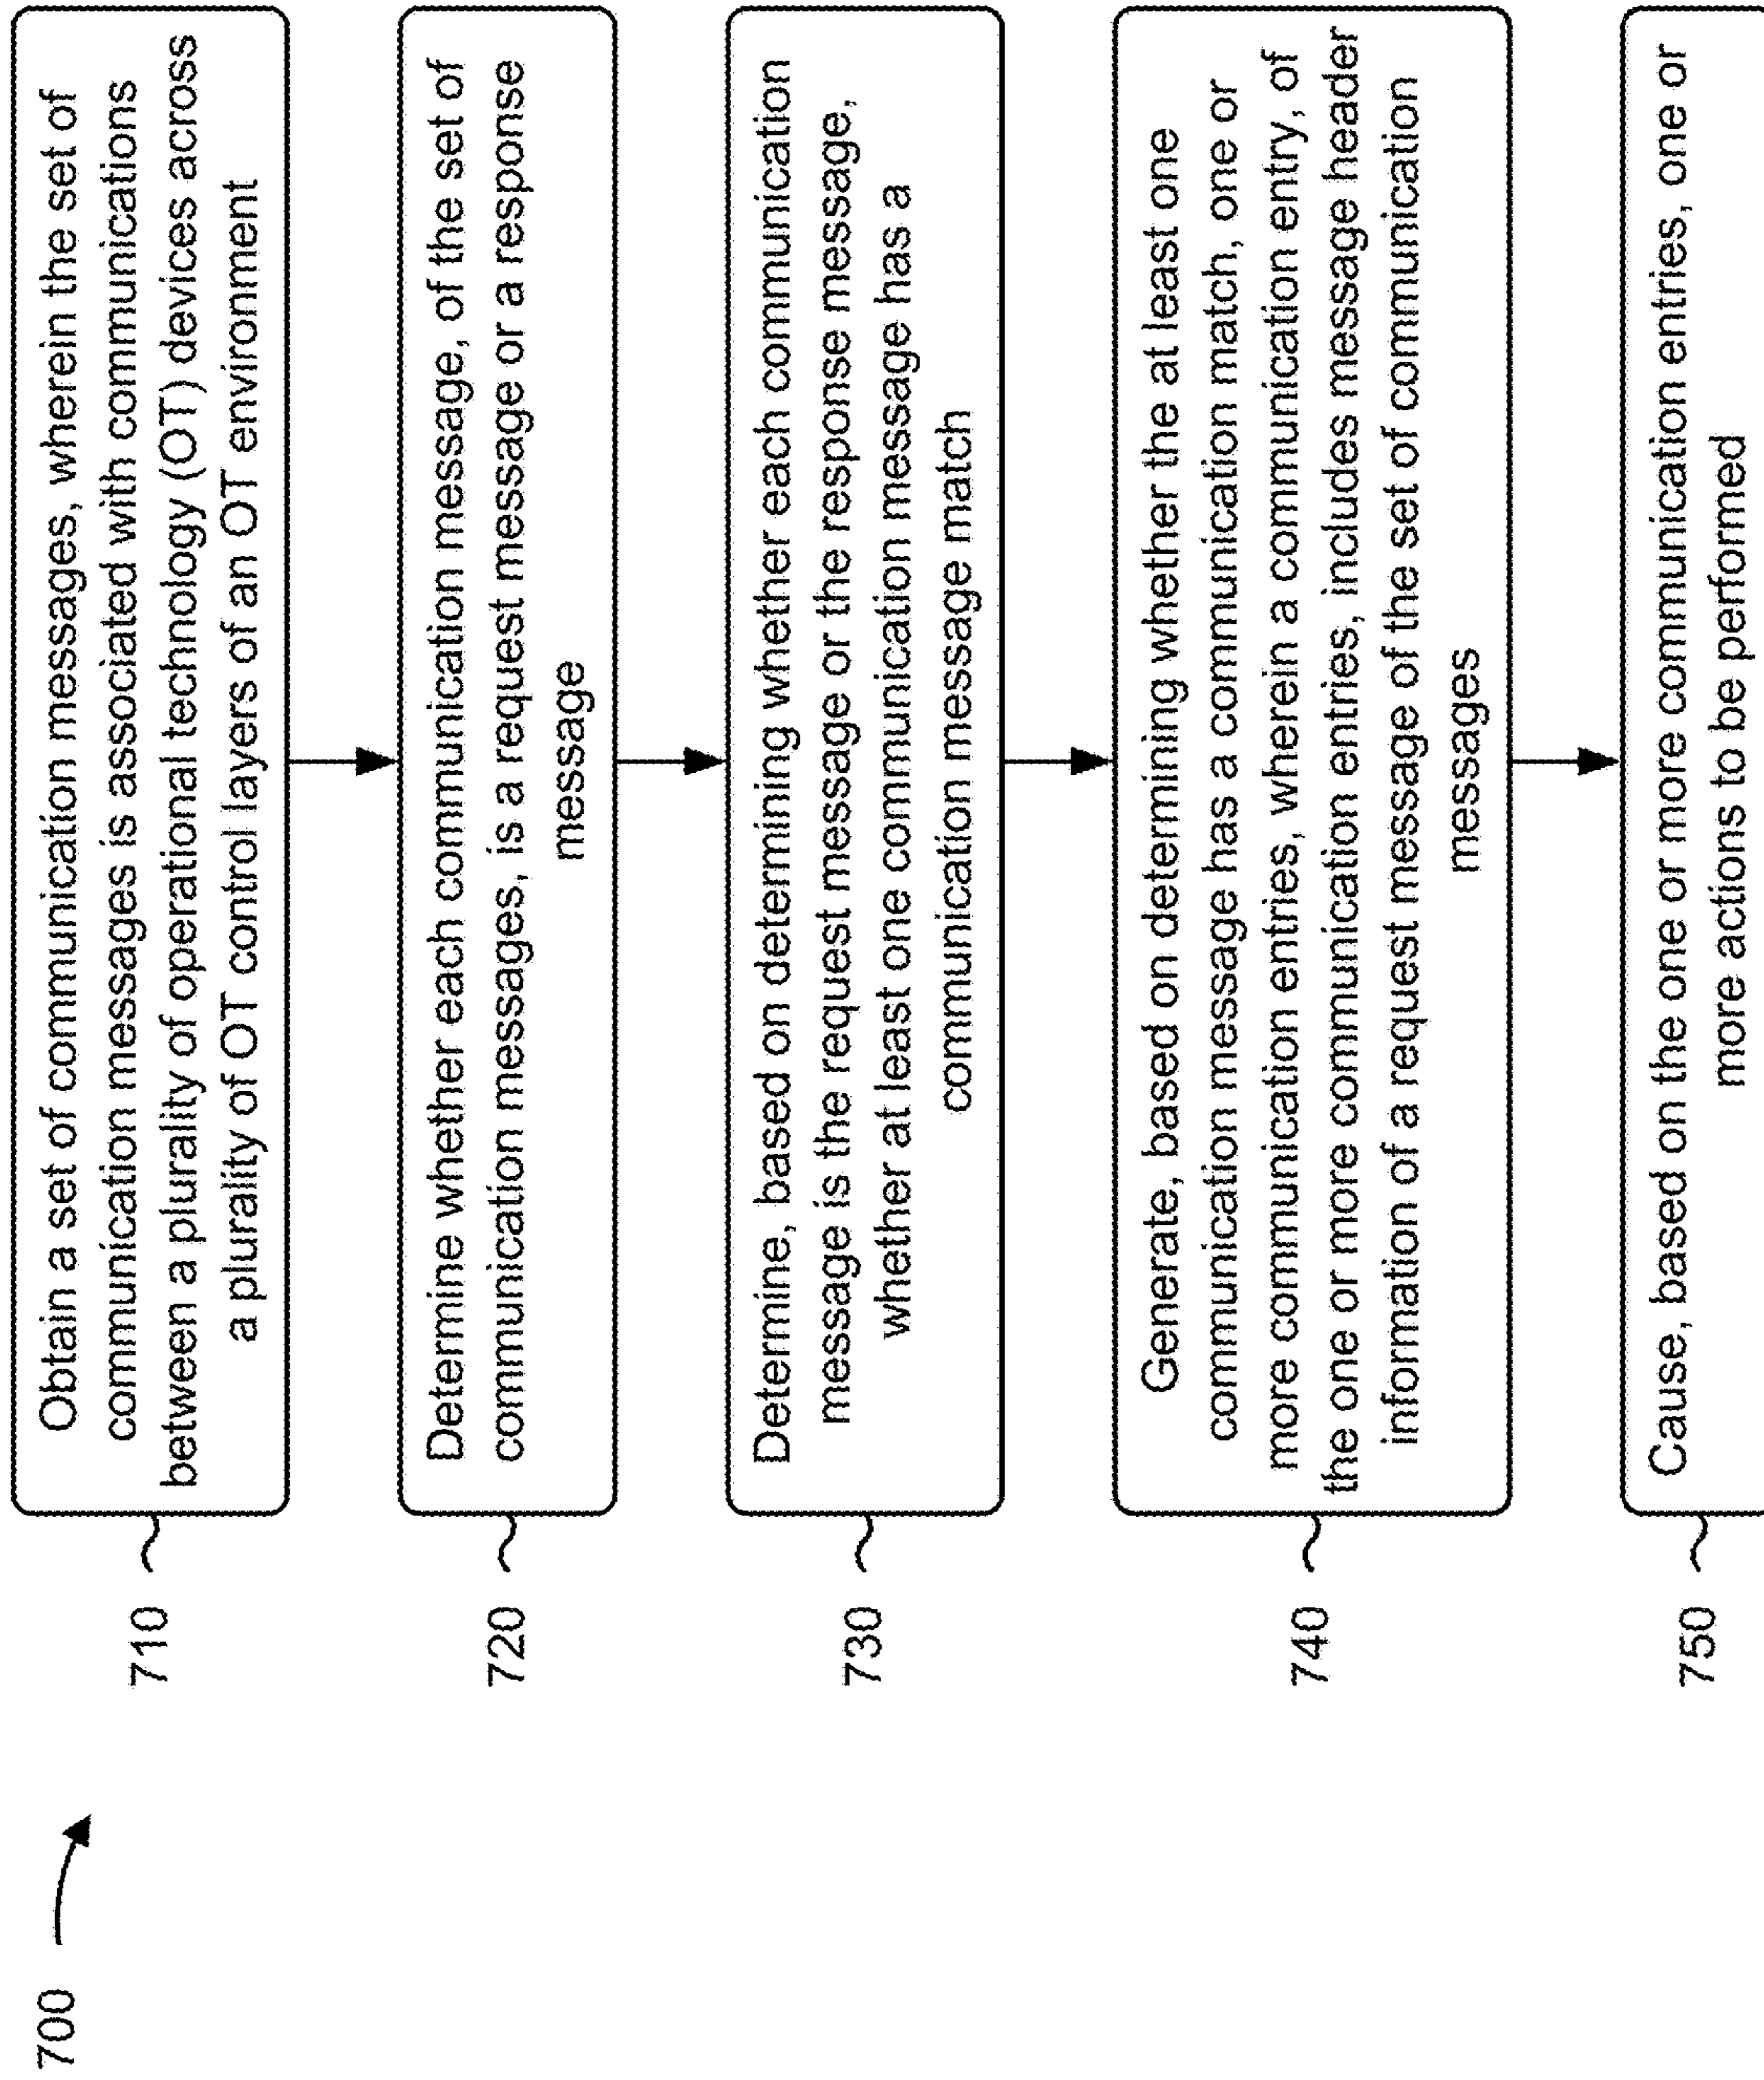 700
710
Obtain a set of communication messages, wherein the set of
communication messages is associated with communications
between a plurality of operational technology (OT) devices across
a plurality of OT control layers of an OT environment
720
Determine whether each communication message, of the set of
communication messages, is a request message or a response
message
730
Determine, based on determining whether each communication
message is the request message or the response message,
whether at least one communication message has a
communication message match
740
Generate, based on determining whether the at least one
communication message has a communication match, one or
more communication entries, wherein a communication entry, of
the one or more communication entries, includes message header
information of a request message of the set of communication
messages
750
Cause, based on the one or more communication entries, one or
more actions to be performed